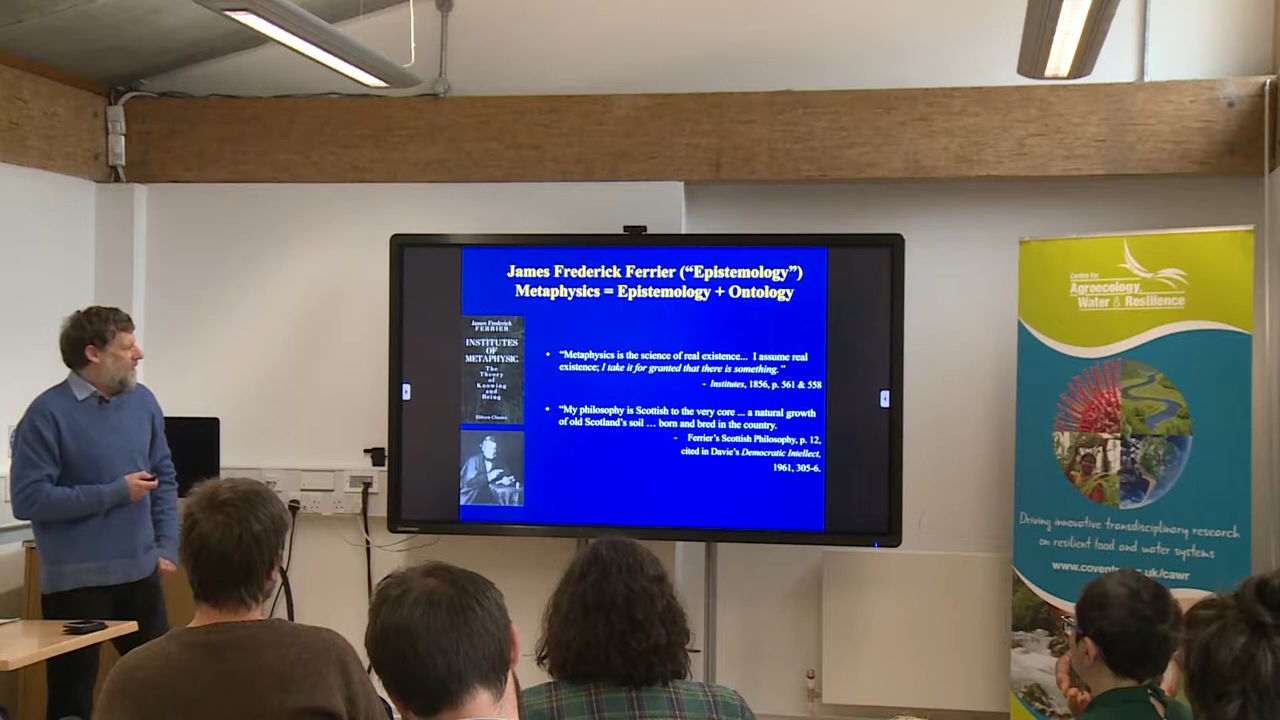 James Frederick Ferrier (“Epistemology”)
Metaphysics = Epistemology + Ontology
James Frederick
FERRIER
INSTITUTES
OF
METAPHYSIC
The
Theory
of
Knowing
and
Being
• “Metaphysics is the science of real existence... I assume real
existence; I take it for granted that there is something.”
- Institutes, 1856, p. 561 & 558
• “My philosophy is Scottish to the very core ... a natural growth
of old Scotland’s soil … born and bred in the country.
- Ferrier’s Scottish Philosophy, p. 12,
cited in Davie’s Democratic Intellect,
1961, 305-6.
Centre for
Agroecology,
Water & Resilience
Driving innovative transdisciplinary research
on resilient food and water systems
uk/cawr